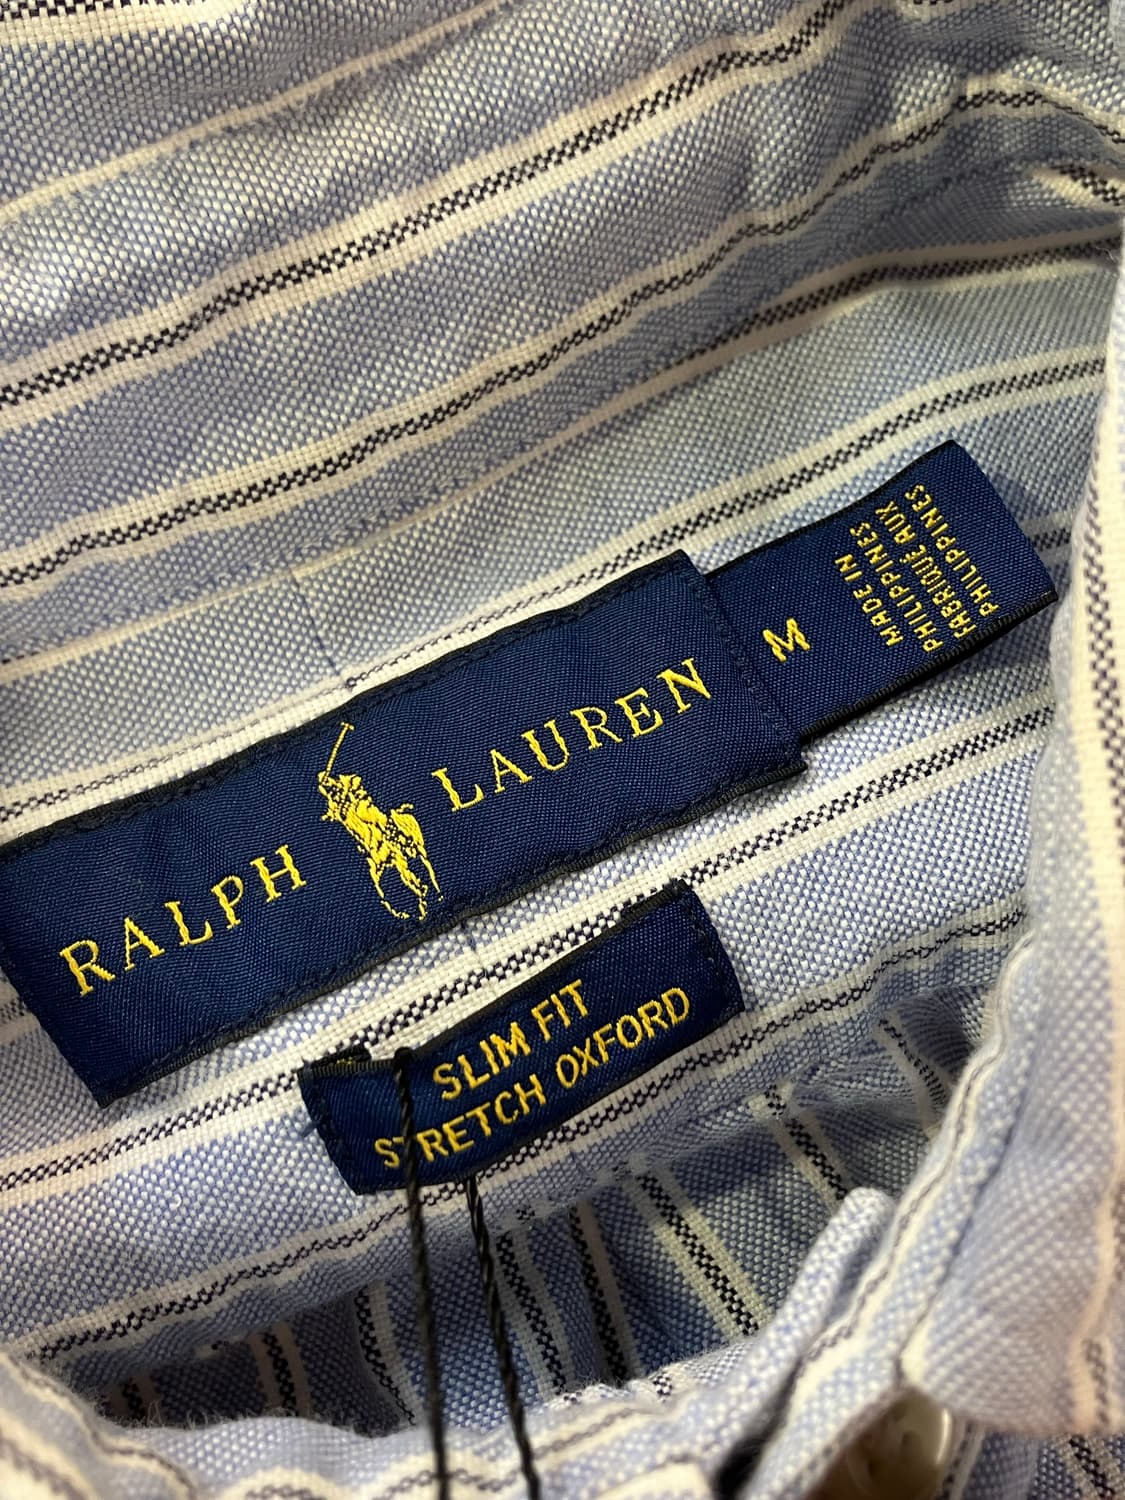 RALPH LAUREN
M
MADE IN
PHILIPPINES
FABRIQUÉ AUX
PHILIPPINES
SLIM FIT
STRETCH OXFORD